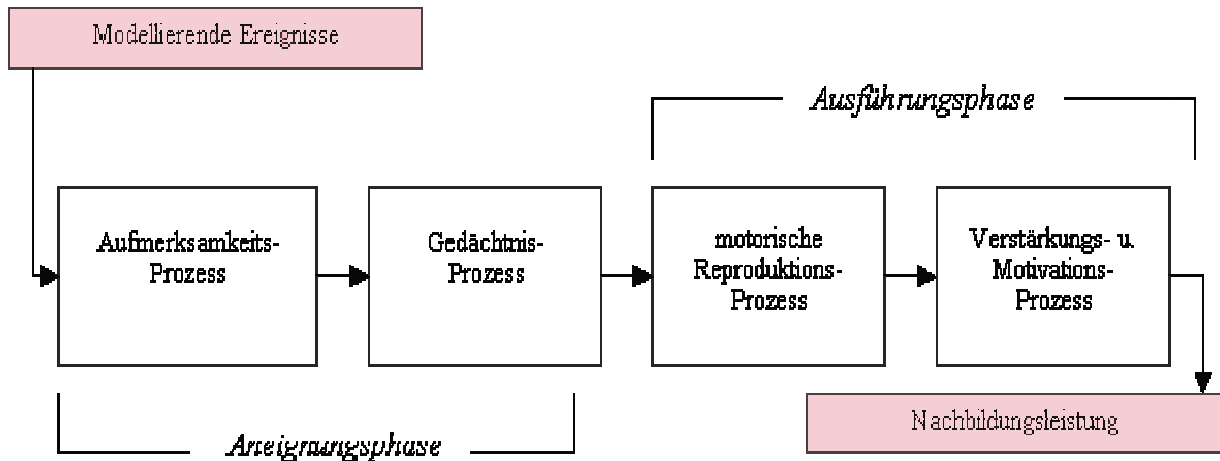 Modellierende Ereignisse
Ausführungsphase
Aufmerksamkeits-
Prozess
Gedächtnis-
Prozess
motorische
Reproduktions-
Prozess
Verstärkungs- u.
Motivations-
Prozess
Nachbildungsleistung
Aneignungsphase